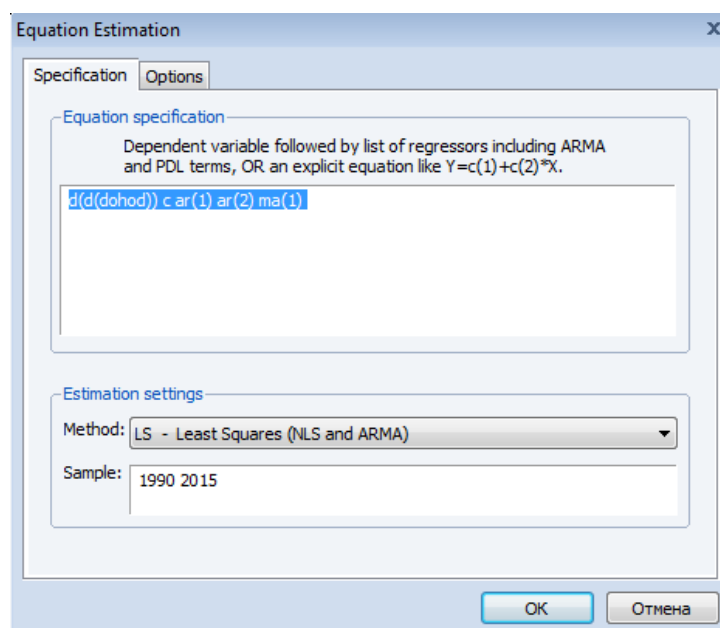 Equation Estimation
x
Specification
Options
Equation specification
Dependent variable followed by list of regressors including ARMA
and PDL terms, OR an explicit equation like Y=c(1)+c(2)*X.
d(d(dohod)) c ar(1) ar(2) ma(1)
Estimation settings
Method: LS - Least Squares (NLS and ARMA)
Sample: 1990 2015
OK
Отмена